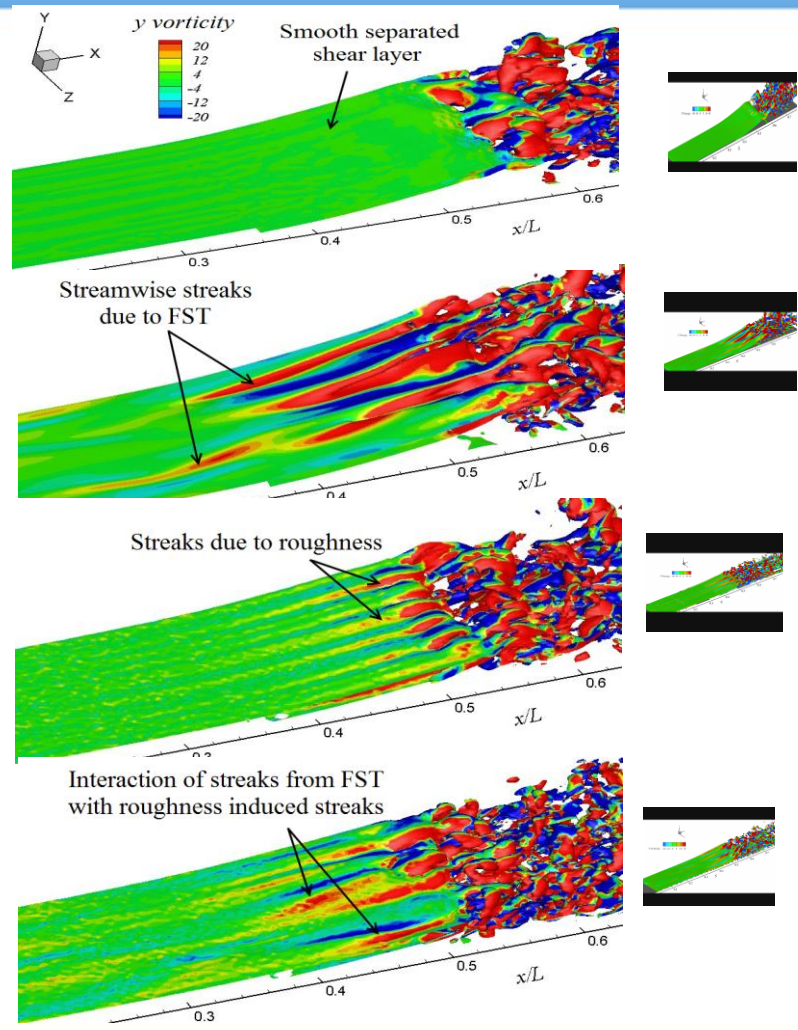 y vorticity
20
12
4
-4
-12
-20
Y
X
Z
Smooth separated
shear layer
0.3
0.4
0.5
0.6
x/L
Streamwise streaks
due to FST
0.4
0.5
0.6
x/L
Streaks due to roughness
0.3
0.4
0.5
0.6
x/L
Interaction of streaks from FST
with roughness induced streaks
0.3
0.4
0.5
0.6
x/L